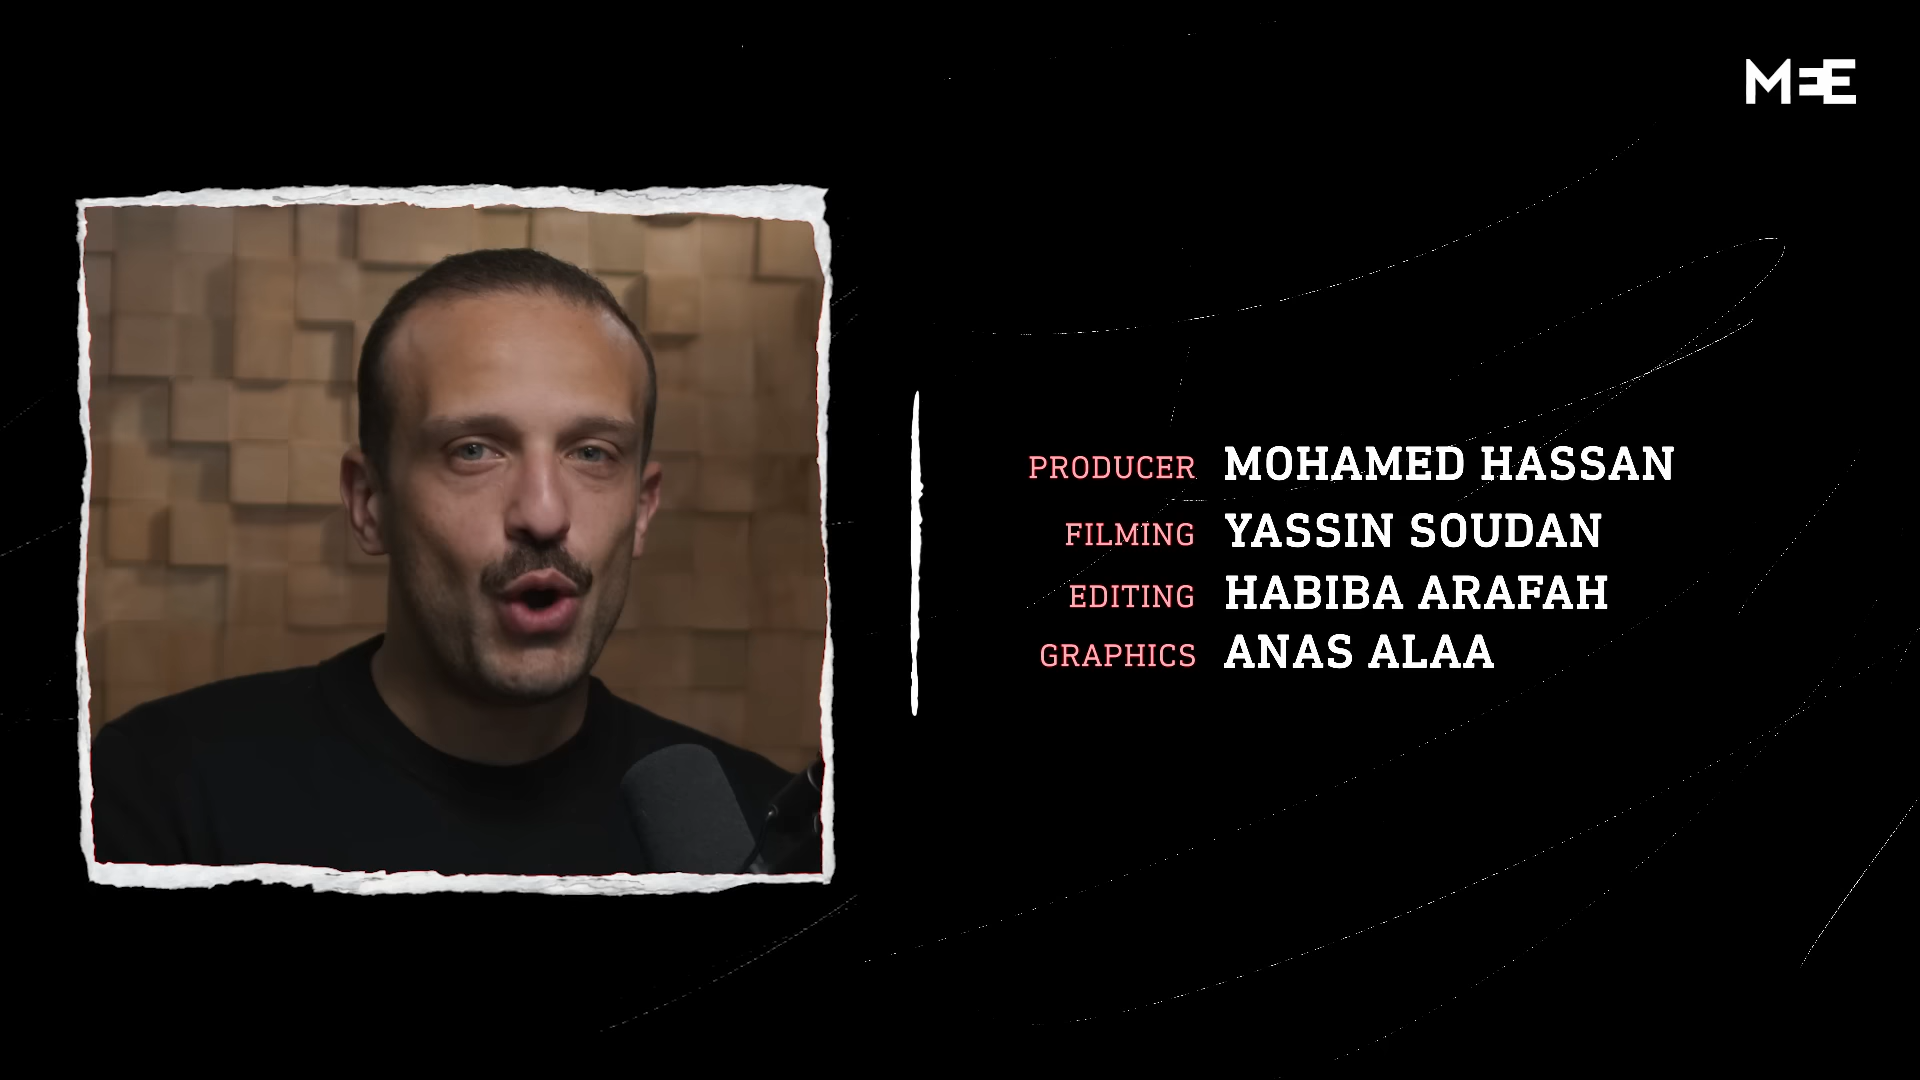 MEE
PRODUCER MOHAMED HASSAN
FILMING YASSIN SOUDAN
EDITING HABIBA ARAFAH
GRAPHICS ANAS ALAA